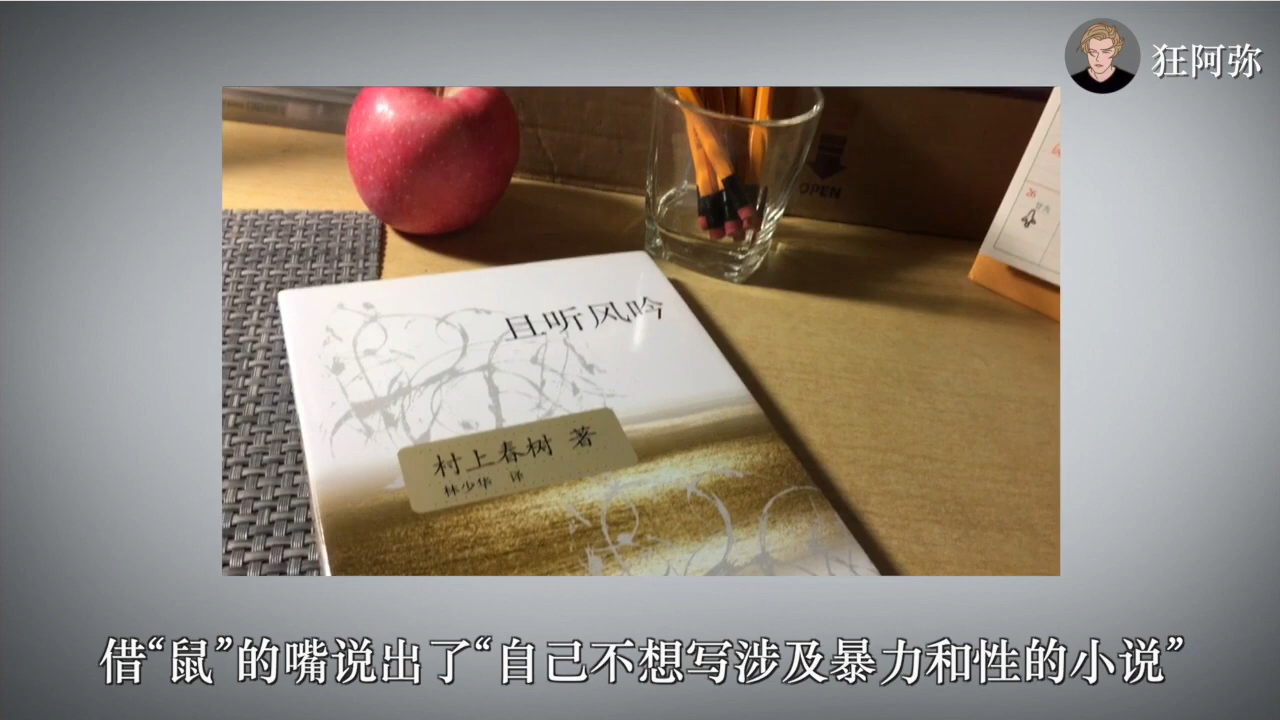 狂阿弥
OPEN
26
且听风吟
村上春树 著
林少华 译
借“鼠”的嘴说出了“自己不想写涉及暴力和性的小说”